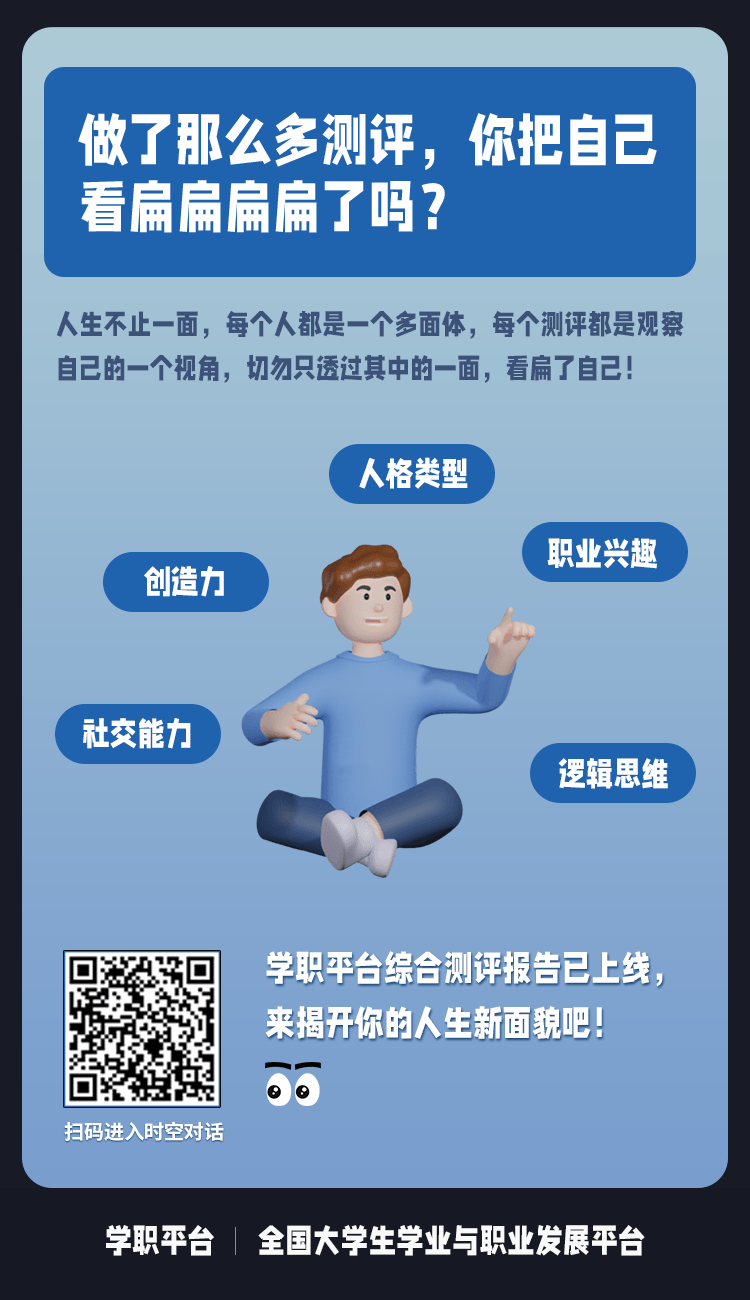 做了那么多测评，你把自己
看扁扁扁扁了吗？
人生不止一面，每个人都是一个多面体，每个测评都是观察
自己的一个视角，切勿只透过其中的一面，看扁了自己！
人格类型
职业兴趣
创造力
社交能力
逻辑思维
学职平台综合测评报告已上线，
来揭开你的人生新面貌吧！
扫码进入时空对话
学职平台 | 全国大学生学业与职业发展平台